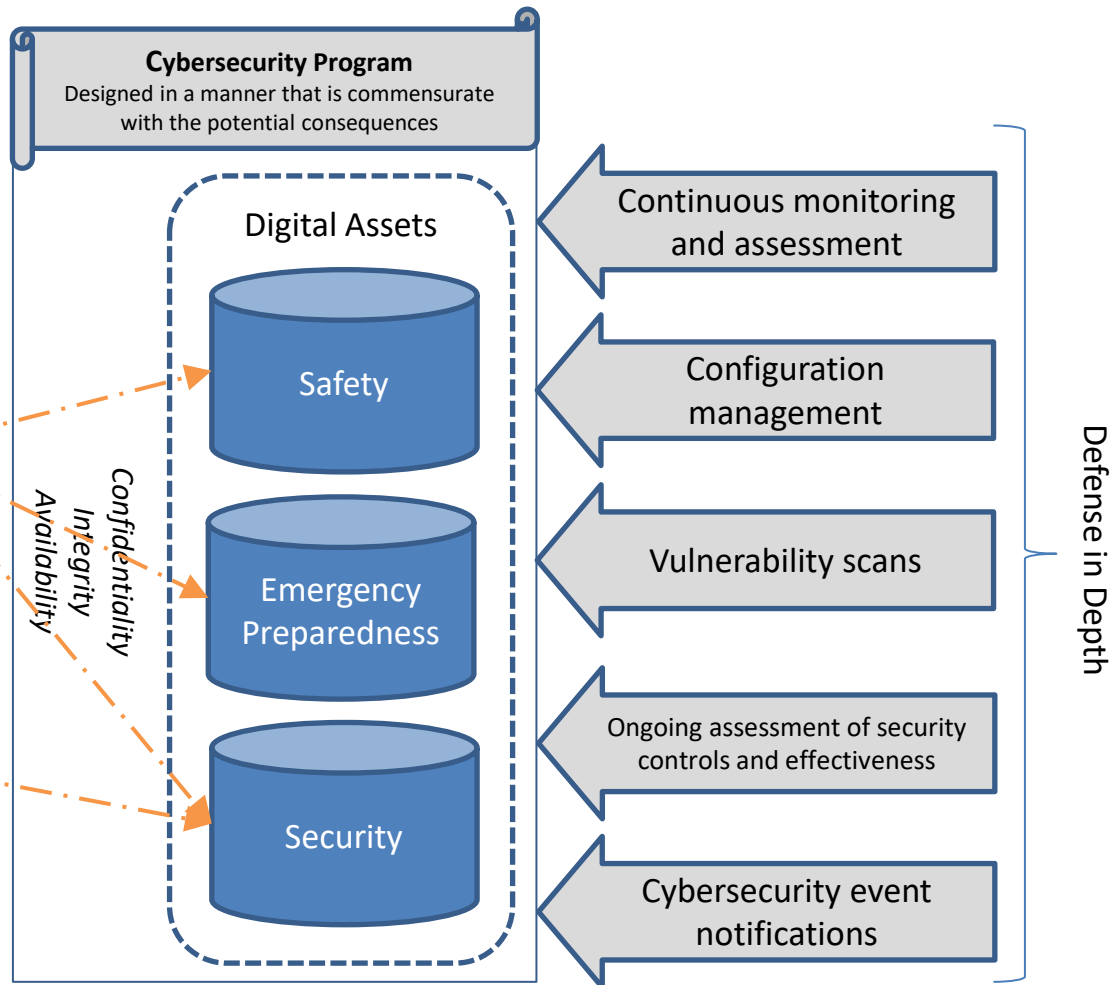 Cybersecurity Program
Designed in a manner that is commensurate
with the potential consequences
Digital Assets
Safety
Emergency
Preparedness
Security
Confidentiality
Integrity
Availability
Continuous monitoring
and assessment
Configuration
management
Vulnerability scans
Ongoing assessment of security
controls and effectiveness
Cybersecurity event
notifications
Defense in Depth